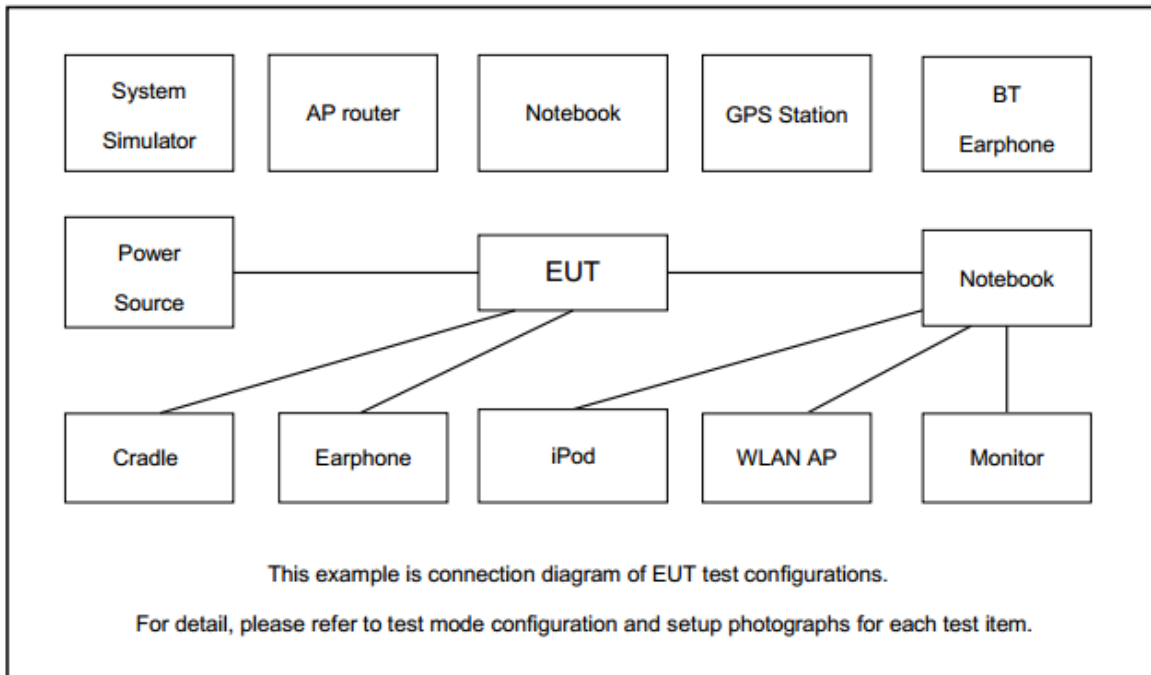 System
Simulator
AP router
Notebook
GPS Station
BT
Earphone
Power
Source
EUT
Notebook
Cradle
Earphone
iPod
WLAN AP
Monitor
This example is connection diagram of EUT test configurations.
For detail, please refer to test mode configuration and setup photographs for each test item.